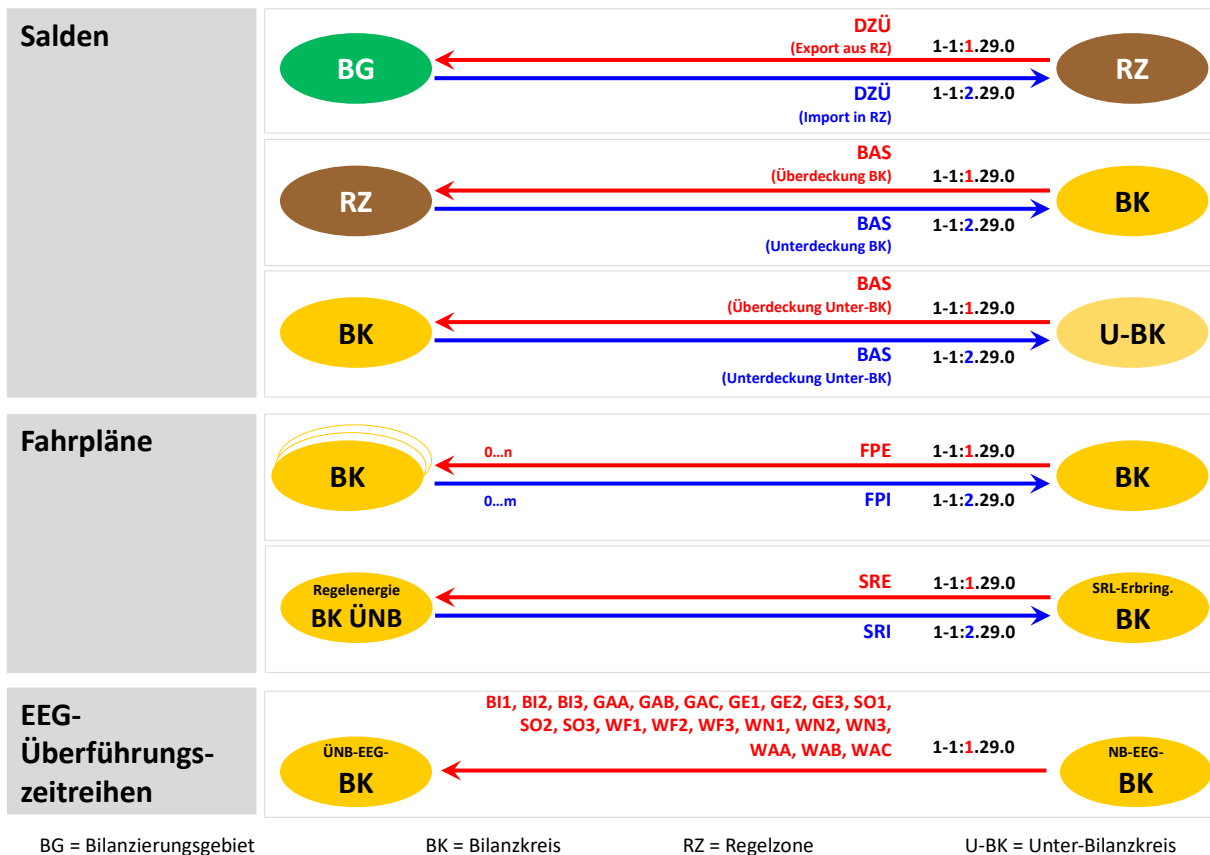 Salden
BG
DZÜ
(Export aus RZ)
1-1:1.29.0
DZÜ
(Import in RZ)
1-1:2.29.0
RZ
RZ
BAS
(Überdeckung BK)
1-1:1.29.0
BAS
(Unterdeckung BK)
1-1:2.29.0
BK
BK
BAS
(Überdeckung Unter-BK)
1-1:1.29.0
BAS
(Unterdeckung Unter-BK)
1-1:2.29.0
U-BK
Fahrpläne
BK
0...n
FPE
1-1:1.29.0
0...m
FPI
1-1:2.29.0
BK
Regelenergie
BK ÜNB
SRE
1-1:1.29.0
SRI
1-1:2.29.0
SRL-Erbring.
BK
EEG-
Überführungs-
zeitreihen
ÜNB-EEG-
BK
BI1, BI2, BI3, GAA, GAB, GAC, GE1, GE2, GE3, SO1,
SO2, SO3, WF1, WF2, WF3, WN1, WN2, WN3,
WAA, WAB, WAC
1-1:1.29.0
NB-EEG-
BK
BG = Bilanzierungsgebiet
BK = Bilanzkreis
RZ = Regelzone
U-BK = Unter-Bilanzkreis